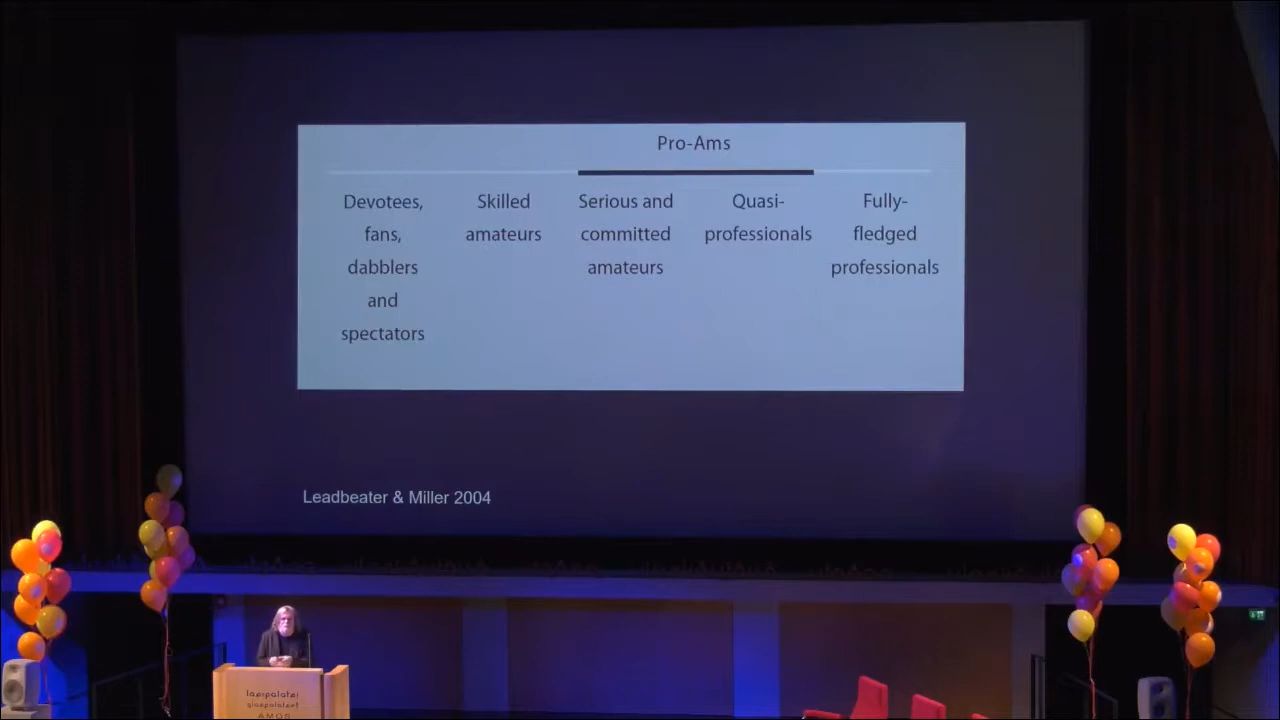 Pro-Ams
Devotees,
fans,
dabblers
and
spectators
Skilled
amateurs
Serious and
committed
amateurs
Quasi-
professionals
Fully-
fledged
professionals
Leadbeater & Miller 2004
AMOS